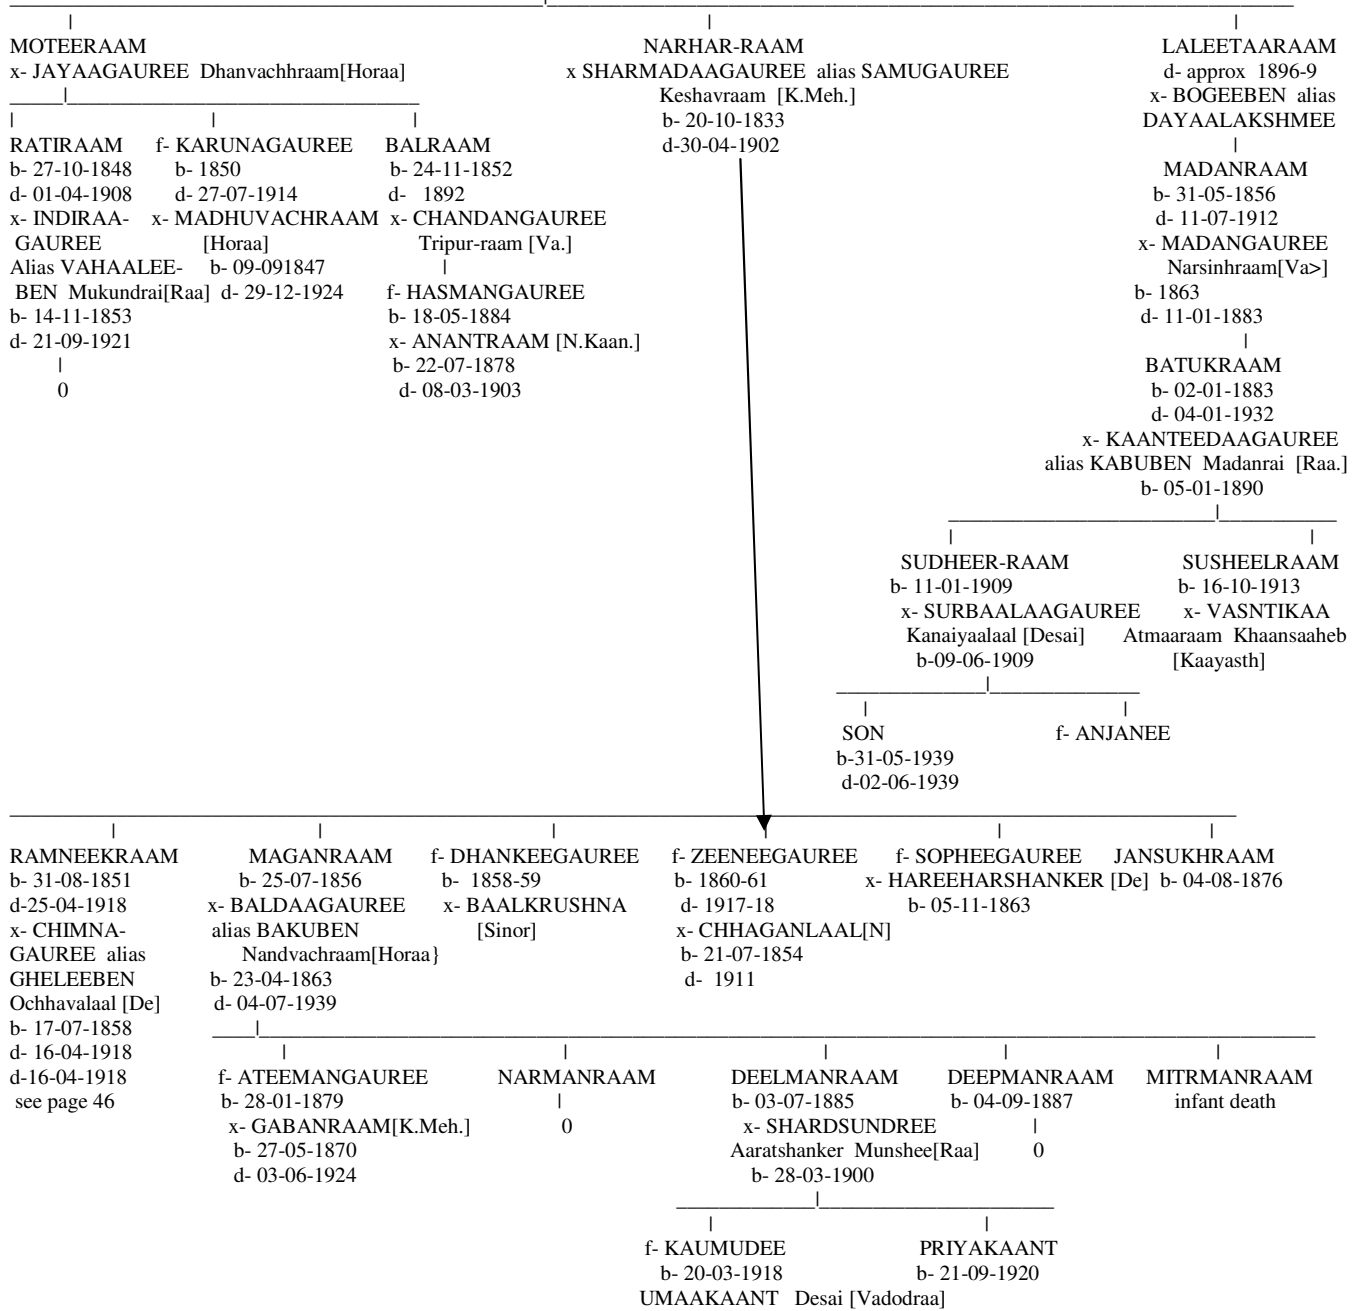 MOTEERAAM NARHAR-RAAM LALEETAARAAM
x- JAYAAGAUREE Dhanvachhraam[Horaa] x SHARMADAAGAUREE alias SAMUGAUREE d- approx 1896-9
Keshavraam [K.Meh.] x- BOGEEBEN alias
b- 20-10-1833 DAYAALAKSHMEE
RATIRAAM f- KARUNAGAUREE BALRAAM d-30-04-1902
b- 27-10-1848 b- 1850 b- 24-11-1852 MADANRAAM
d- 01-04-1908 d- 27-07-1914 d- 1892 b- 31-05-1856
x- INDIRAA- x- MADHUVACHRAAM x- CHANDANGAUREE d- 11-07-1912
GAUREE [Horaa] Tripur-raam [Va.] x- MADANGAUREE
Alias VAHAALEE- b- 09-091847 Narsinhraam[Va>]
BEN Mukundrai[Raa] d- 29-12-1924 f- HASMANGAUREE b- 1863
b- 14-11-1853 b- 18-05-1884 d- 11-01-1883
d- 21-09-1921 x- ANANTRAAM [N.Kaan.]
b- 22-07-1878 BATUKRAAM
0 d- 08-03-1903 b- 02-01-1883
d- 04-01-1932
x- KAANTEEDAAGAUREE
alias KABUBEN Madanrai [Raa.]
b- 05-01-1890
SUDHEER-RAAM SUSHEELRAAM
b- 11-01-1909 b- 16-10-1913
x- SURBAALAAGAUREE x- VASNTIKAA
Kanaiyaalaal [Desai] Atmaaraam Khaansaaheb
b-09-06-1909 [Kaayasth]
SON f- ANJANEE
b-31-05-1939
d-02-06-1939
RAMNEEKRAAM MAGANRAAM f- DHANKEEGAUREE f- ZEENEEGAUREE f- SOPHEEGAUREE JANSUKHRAAM
b- 31-08-1851 b- 25-07-1856 b- 1858-59 b- 1860-61 x- HAREEHARSHANKER [De] b- 04-08-1876
d-25-04-1918 x- BALDAAGAUREE x- BAALKRUSHNA d- 1917-18 b- 05-11-1863
x- CHIMNA- alias BAKUBEN [Sinor] x- CHHAGANLAAL[N]
GAUREE alias Nandvachraam[Horaa} b- 21-07-1854
GHELEEBEN b- 23-04-1863 d- 1911
Ochhavalaal [De] d- 04-07-1939
b- 17-07-1858
d- 16-04-1918
d-16-04-1918 f- ATEEMANGAUREE NARMANRAAM DEELMANRAAM DEEPMANRAAM MITRMANRAAM
see page 46 b- 28-01-1879 b- 03-07-1885 b- 04-09-1887 infant death
x- GABANRAAM[K.Meh.] 0 x- SHARDSUNDREE
b- 27-05-1870 Aaratshanker Munshee[Raa] 0
d- 03-06-1924 b- 28-03-1900
f- KAUMUDEE PRIYAKAANT
b- 20-03-1918 b- 21-09-1920
UMAAKAANT Desai [Vadodraa]